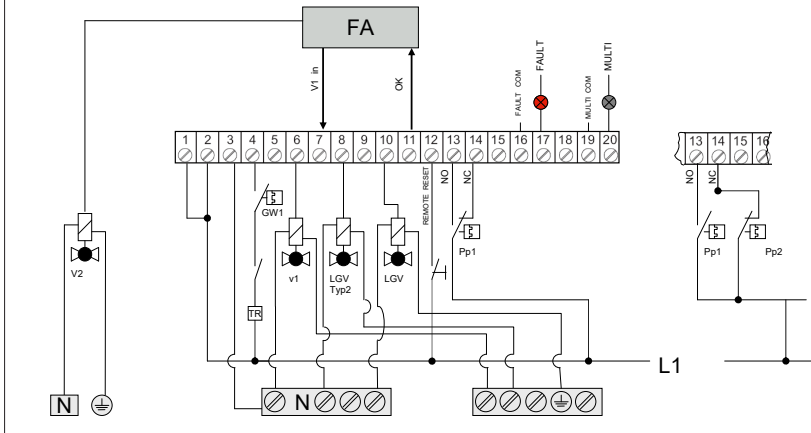 FA
V1 in
OK
FAULT COM
FAULT
MULTI COM
MULTI
1 2 3 4 5 6 7 8 9 10 11 12 13 14 15 16 17 18 19 20
13 14 15 16
REMOTE RESET
NO
NC
NO
NC
GW1
V2
v1
LGV
Typ2
LGV
Pp1
Pp1
Pp2
TR
L1
N
N